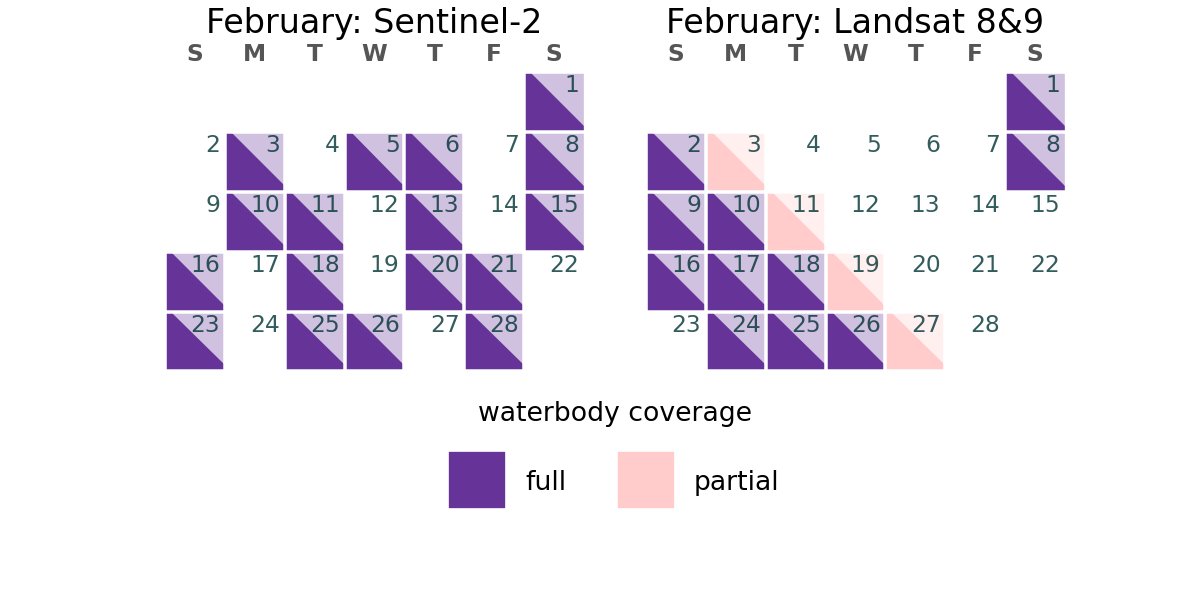 February: Sentinel-2
S M T W T F S
1
2 3 4 5 6 7 8
9 10 11 12 13 14 15
16 17 18 19 20 21 22
23 24 25 26 27 28
February: Landsat 8&9
S M T W T F S
1
2 3 4 5 6 7 8
9 10 11 12 13 14 15
16 17 18 19 20 21 22
23 24 25 26 27 28
waterbody coverage
full
partial